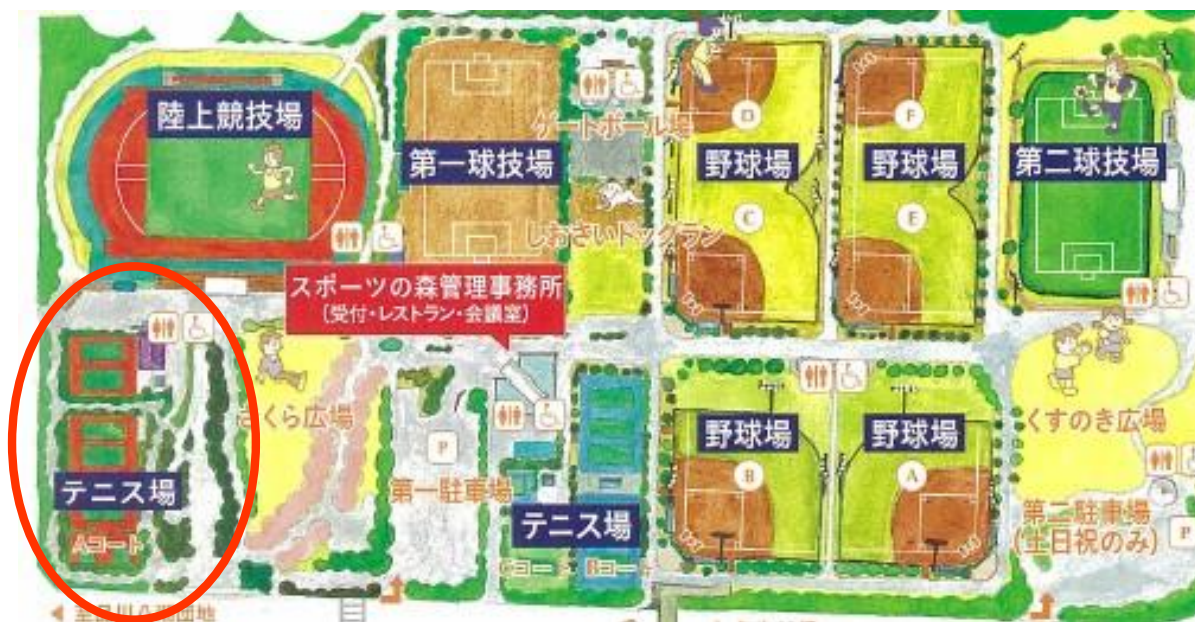 陸上競技場
第一球技場
ゲートボール場
しおさいドッグラン
野球場
D
C
野球場
F
E
第二球技場
スポーツの森管理事務所
(受付・レストラン・会議室)
さくら広場
テニス場
Aコート
P
第一駐車場
テニス場
Cコート
Bコート
野球場
B
野球場
A
くすのき広場
第二駐車場
(土日祝のみ)
P